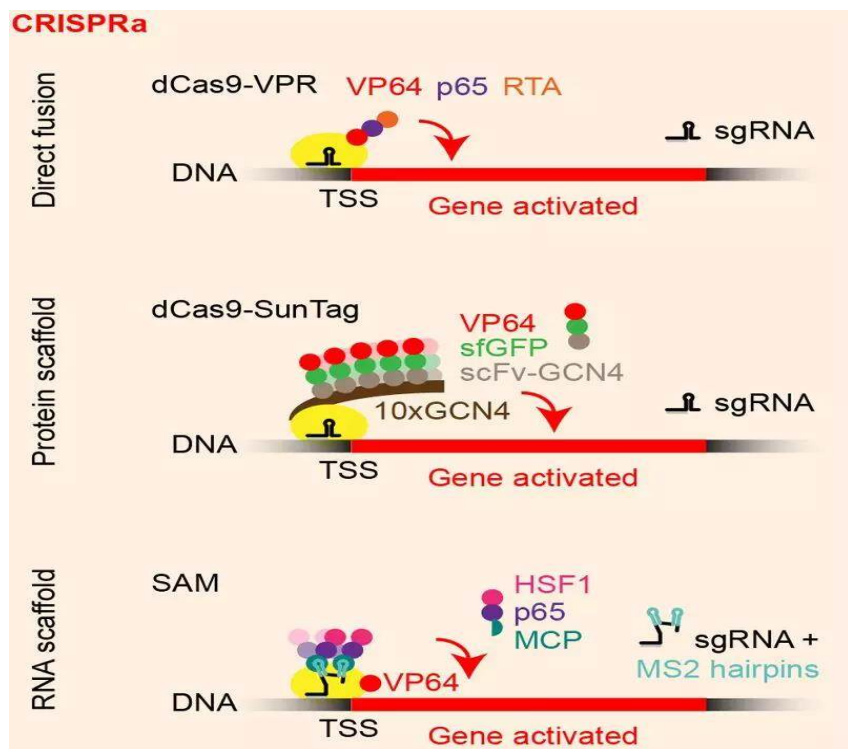 CRISPRa
Direct fusion
dCas9-VPR
VP64 p65 RTA
sgRNA
DNA
TSS
Gene activated
Protein scaffold
dCas9-SunTag
VP64
sfGFP
scFv-GCN4
10xGCN4
sgRNA
DNA
TSS
Gene activated
RNA scaffold
SAM
HSF1
p65
MCP
sgRNA +
MS2 hairpins
VP64
DNA
TSS
Gene activated